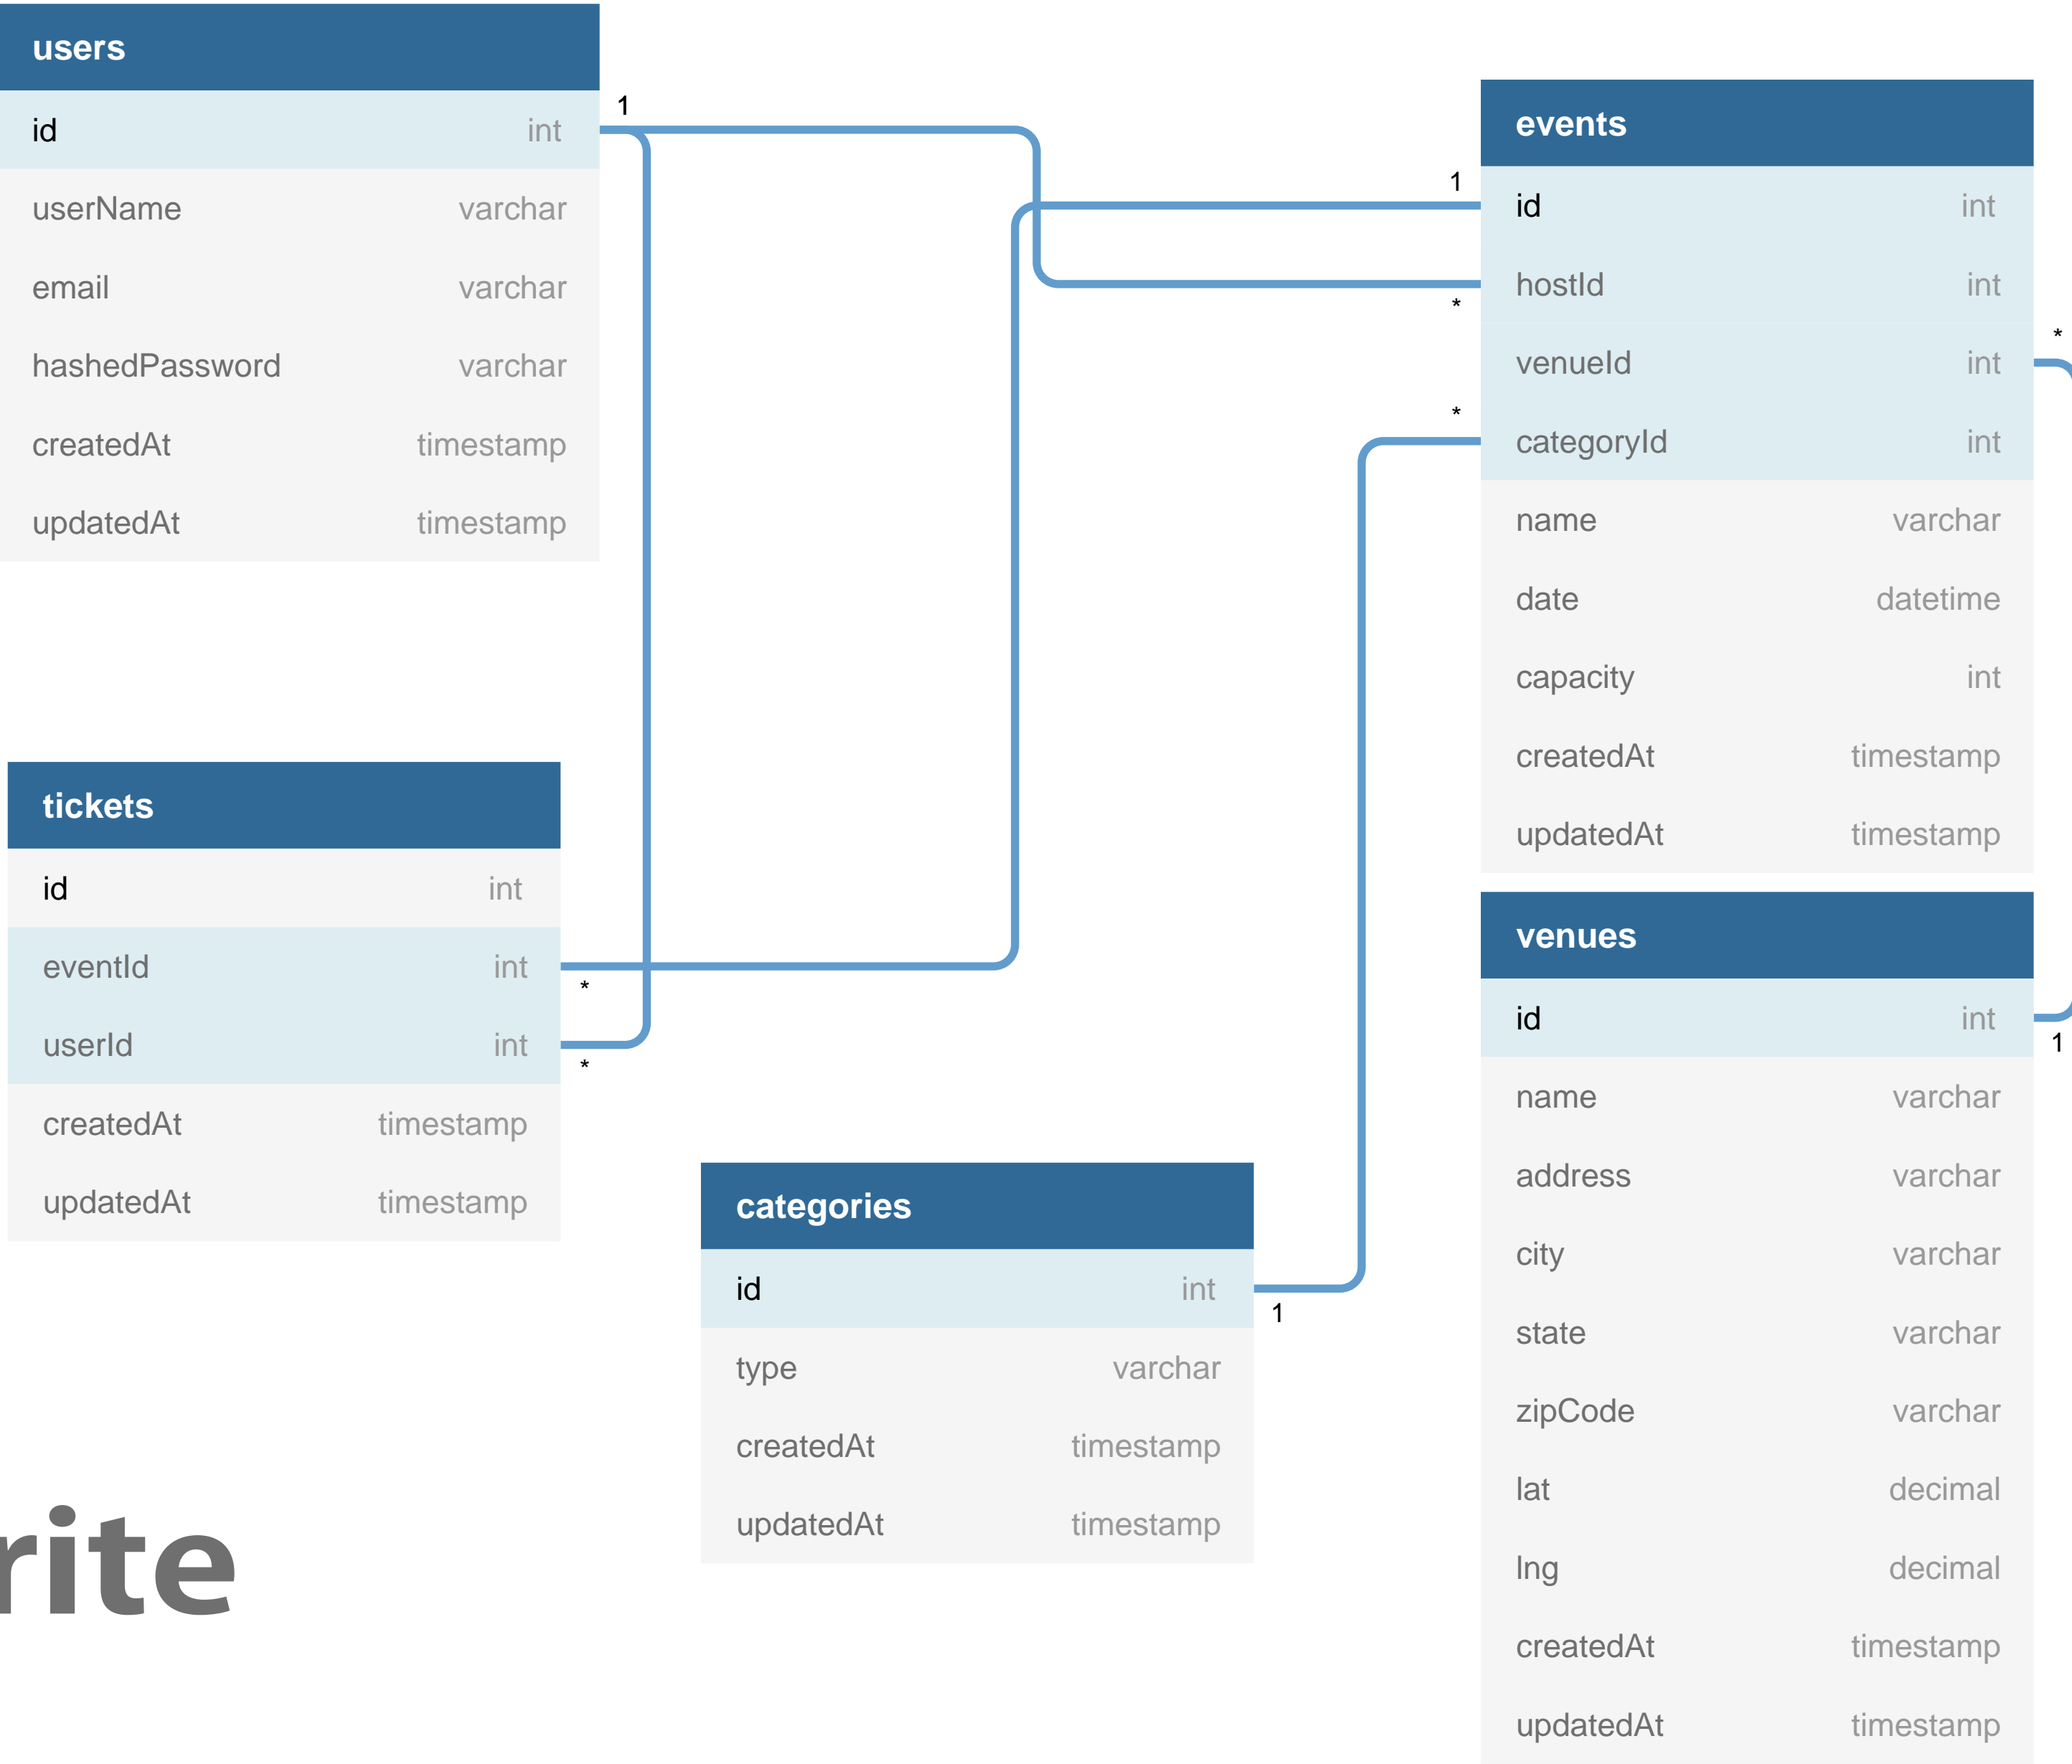 users
id int
userName varchar
email varchar
hashedPassword varchar
createdAt timestamp
updatedAt timestamp
1
events
1
id int
hostId int
*
venueId int
*
categoryId int
*
name varchar
date datetime
capacity int
createdAt timestamp
updatedAt timestamp
tickets
id int
eventId int
*
userId int
*
createdAt timestamp
updatedAt timestamp
venues
id int
1
name varchar
address varchar
city varchar
state varchar
zipCode varchar
lat decimal
lng decimal
createdAt timestamp
updatedAt timestamp
categories
id int
1
type varchar
createdAt timestamp
updatedAt timestamp
rite